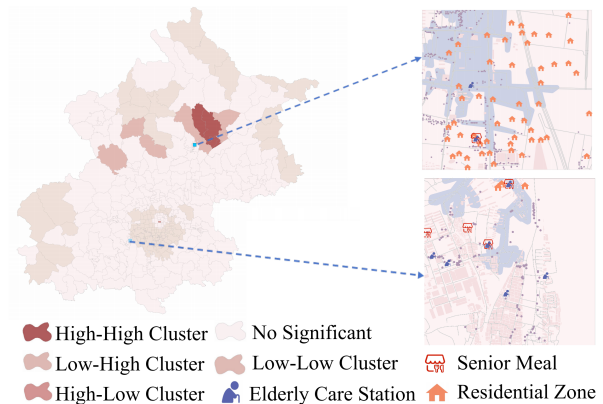 High-High Cluster No Significant
Low-High Cluster Low-Low Cluster Senior Meal
High-Low Cluster Elderly Care Station Residential Zone